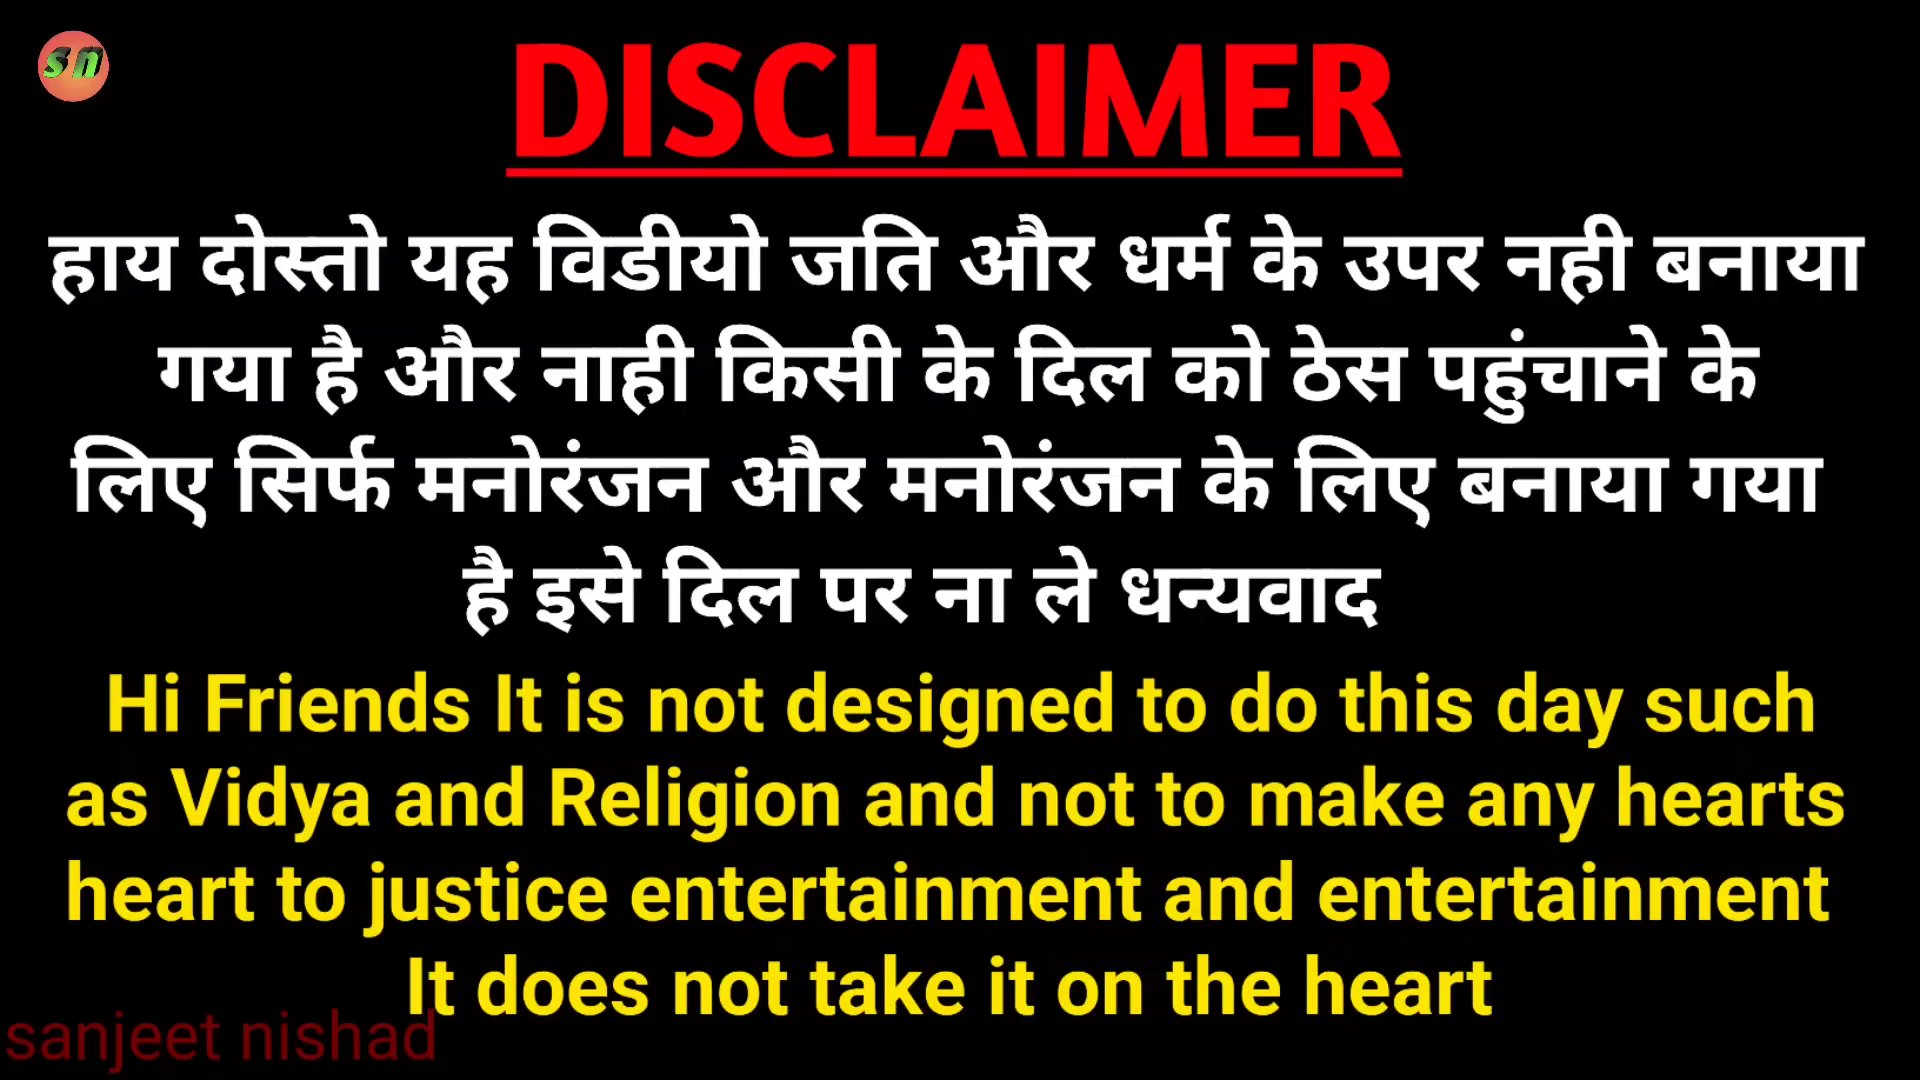 sn
DISCLAIMER
हाय दोस्तो यह विडीयो जति और धर्म के उपर नही बनाया
गया है और नाही किसी के दिल को ठेस पहुंचाने के
लिए सिर्फ मनोरंजन और मनोरंजन के लिए बनाया गया
है इसे दिल पर ना ले धन्यवाद
Hi Friends It is not designed to do this day such
as Vidya and Religion and not to make any hearts
heart to justice entertainment and entertainment
It does not take it on the heart
sanjeet nishad